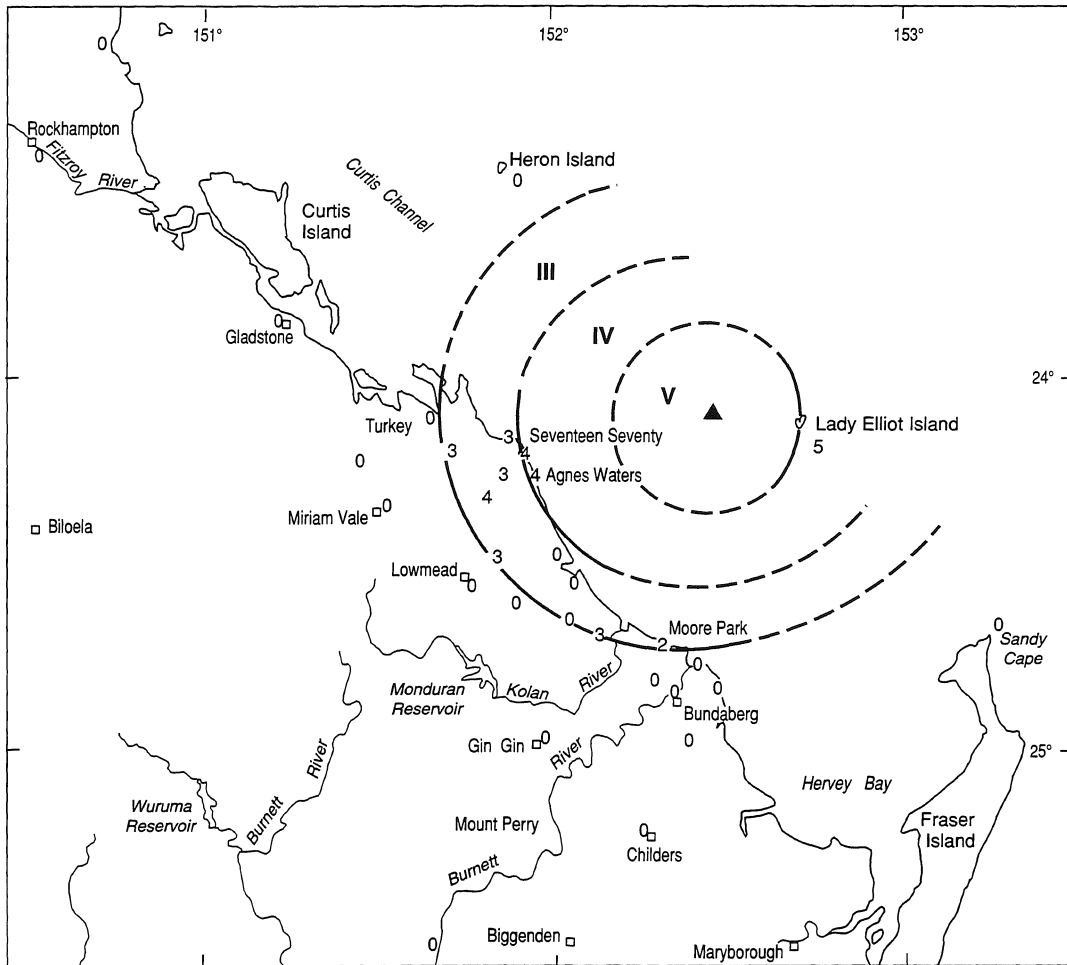 151°
152°
153°
0
Rockhampton
0
Fitzroy
River
Curtis Channel
Heron Island
0
Curtis
Island
III
IV
V
0
Gladstone
24°
Turkey
0
Lady Elliot Island
5
3
Seventeen Seventy
4
3
0
3
4
Agnes Waters
4
Miriam Vale
0
Biloela
3
0
Lowmead
0
0
0
0
3
Moore Park
2
0
Sandy
Cape
0
0
0
0
Monduran
Reservoir
Kolan
River
Bundaberg
Gin Gin
0
River
0
25°
River
Burnett
Wuruma
Reservoir
Hervey Bay
Mount Perry
0
Childers
Fraser
Island
Burnett
0
Biggenden
Maryborough